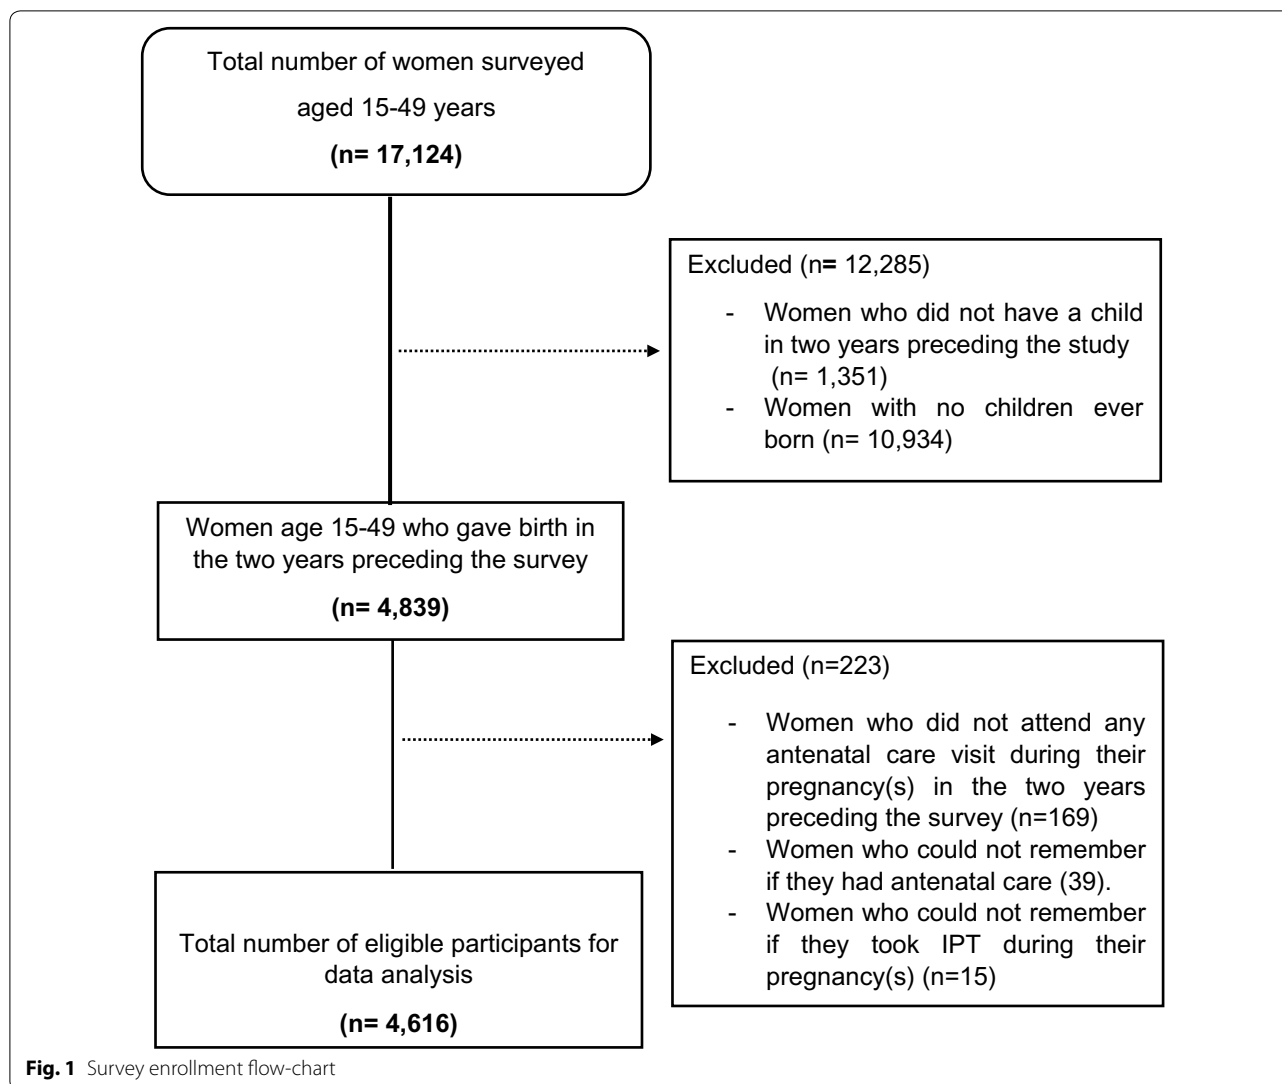 Total number of women surveyed
aged 15-49 years
(n= 17,124)
Excluded (n= 12,285)
- Women who did not have a child
in two years preceding the study
(n= 1,351)
- Women with no children ever
born (n= 10,934)
Women age 15-49 who gave birth in
the two years preceding the survey
(n= 4,839)
Excluded (n=223)
- Women who did not attend any
antenatal care visit during their
pregnancy(s) in the two years
preceding the survey (n=169)
- Women who could not remember
if they had antenatal care (39).
- Women who could not remember
if they took IPT during their
pregnancy(s) (n=15)
Total number of eligible participants for
data analysis
(n= 4,616)
Fig. 1 Survey enrollment flow-chart